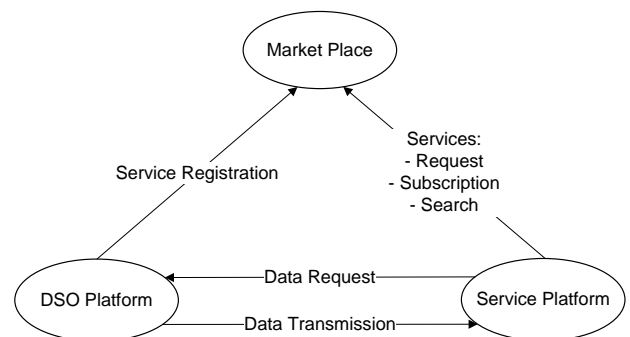 Market Place
Services:
- Request
- Subscription
- Search
Service Registration
Data Request
DSO Platform
Service Platform
Data Transmission